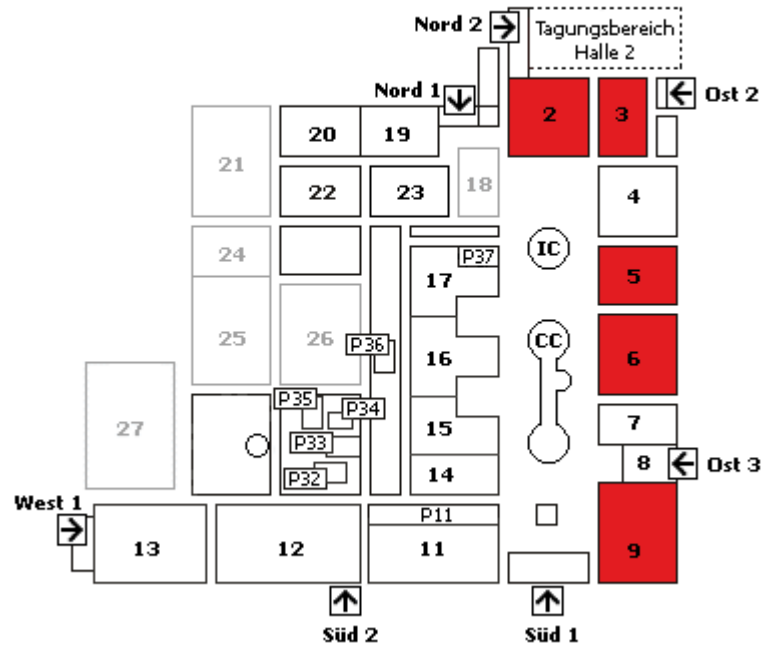 Nord 2
Tagungsbereich
Halle 2
Nord 1
Ost 2
2
3
20
19
21
18
22
23
4
IC
P37
24
17
5
25
26
P36
16
CC
6
P35
P34
27
P33
15
7
P32
14
8
Ost 3
West 1
P11
13
12
11
9
Süd 2
Süd 1